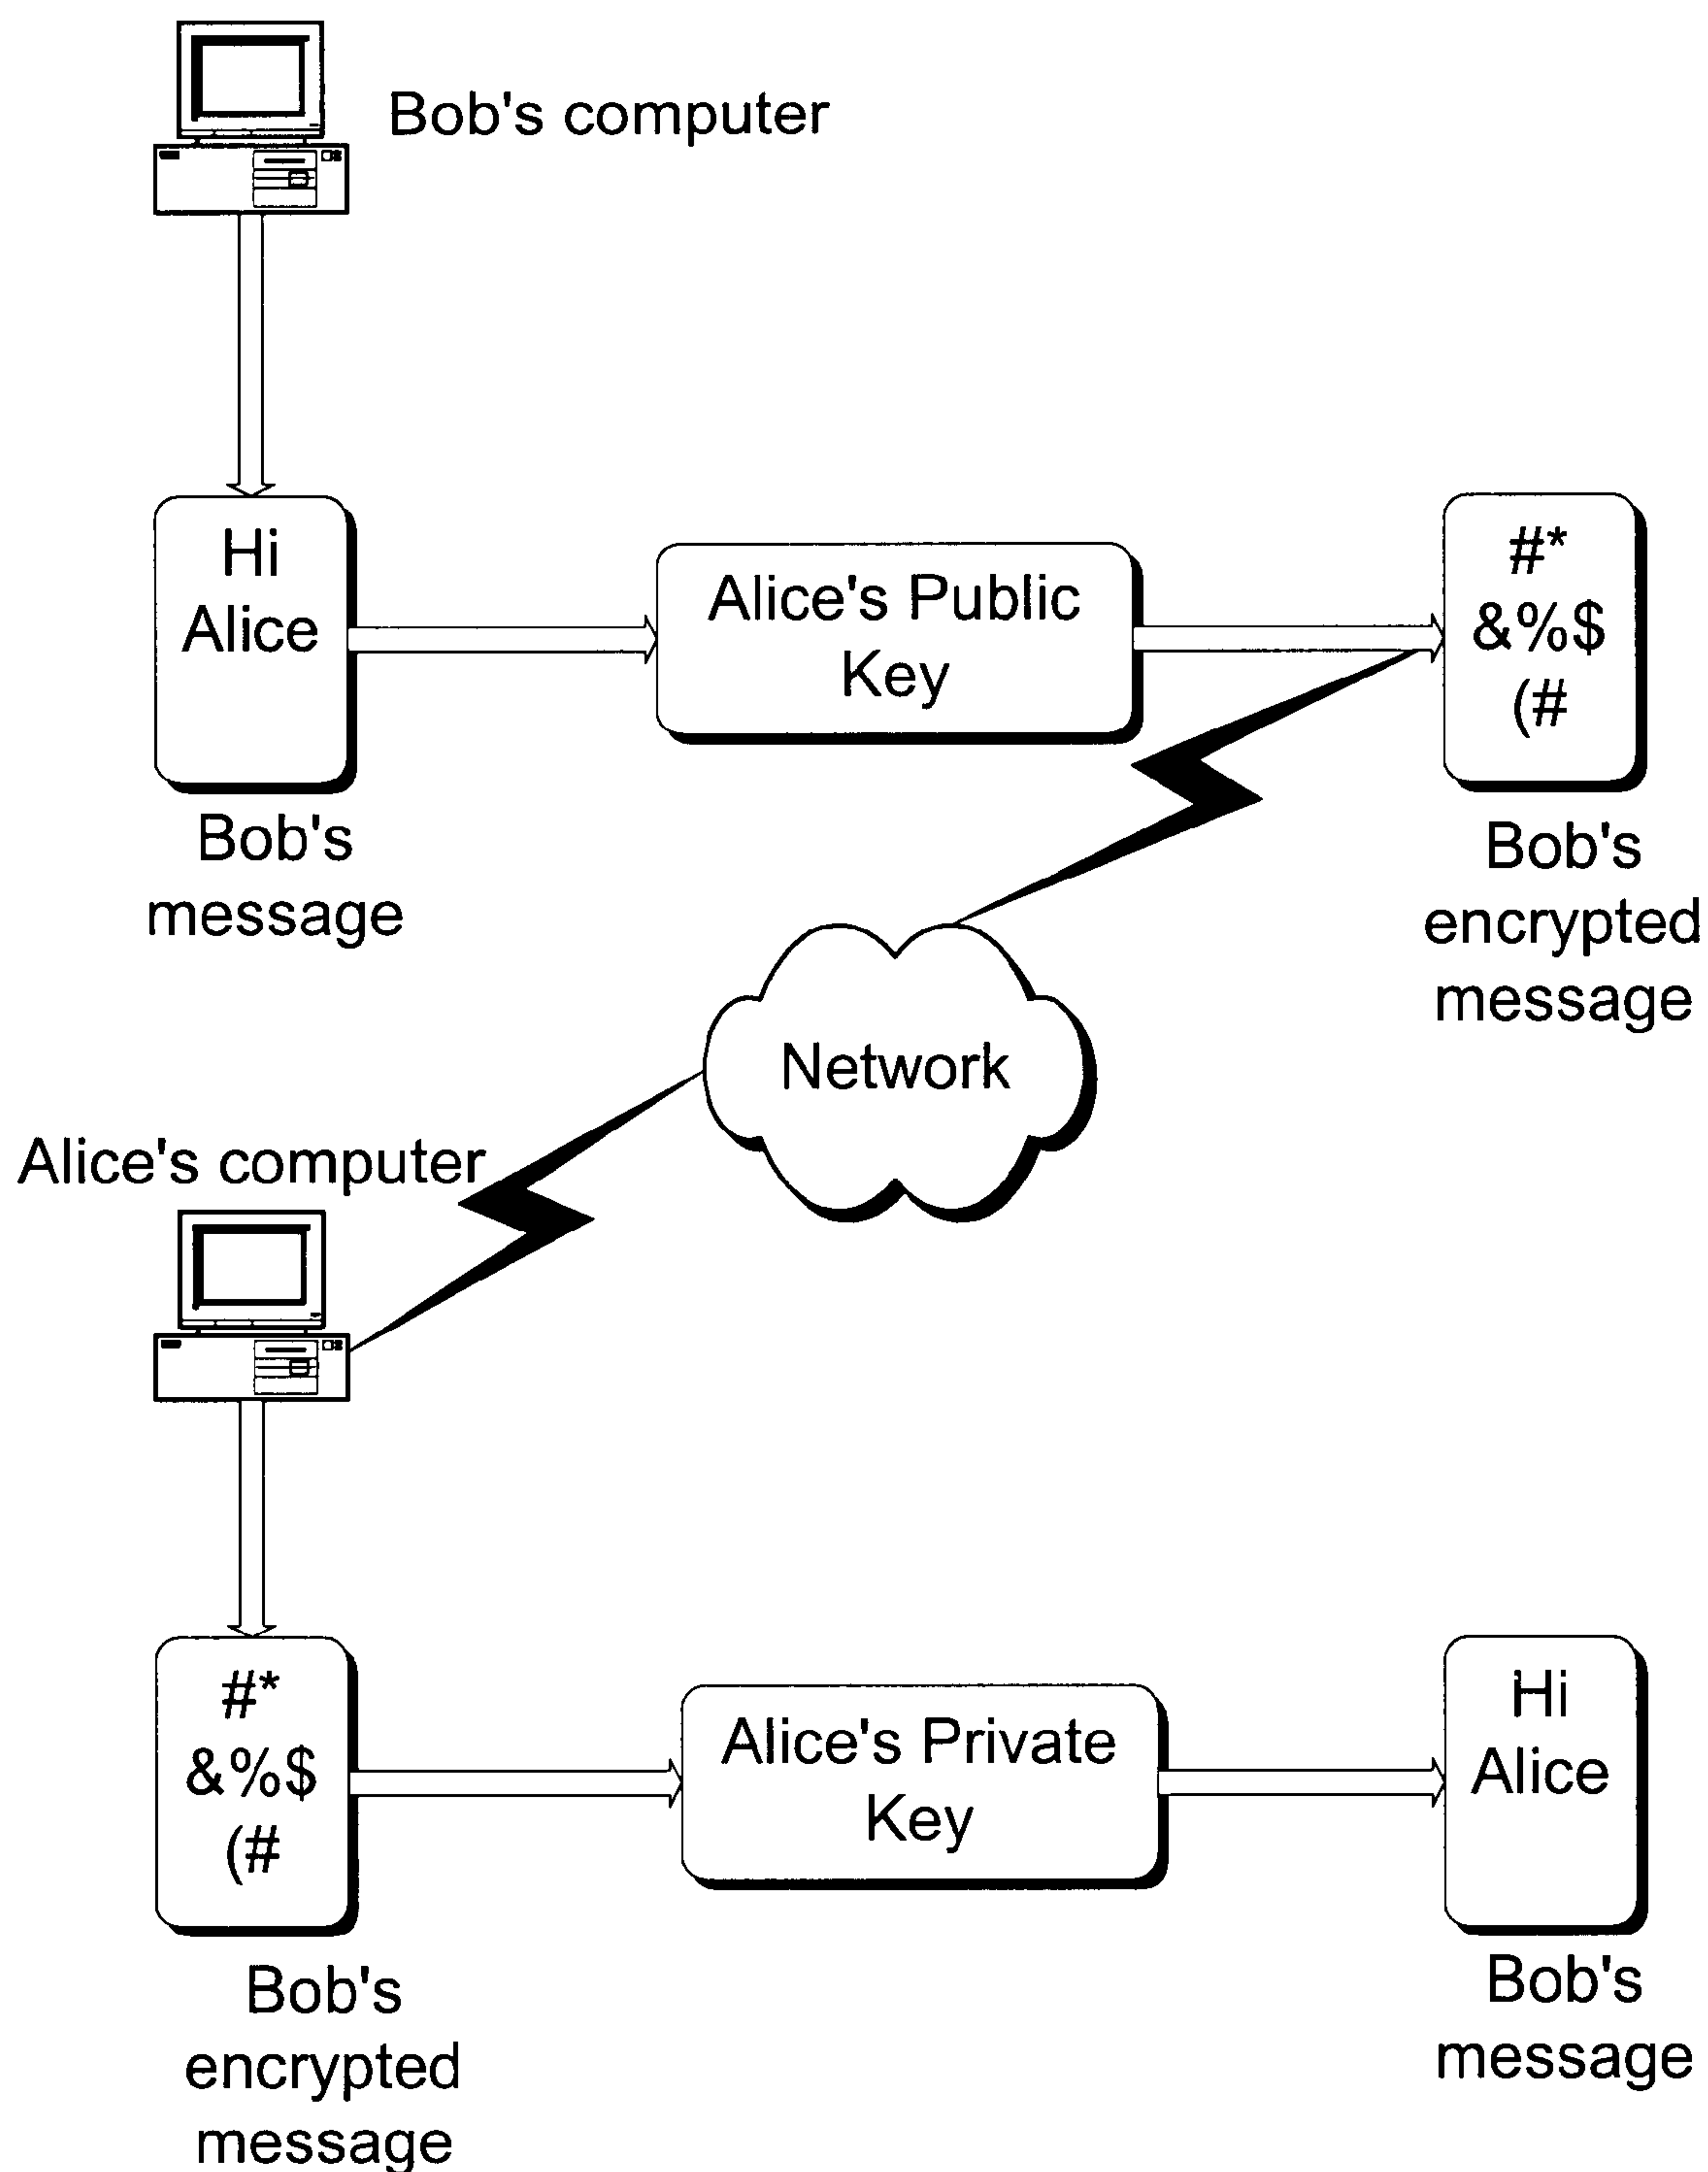 Bob's computer
Hi
Alice
Alice's Public
Key
#*
&%$
(#
Bob's
message
Bob's
encrypted
message
Network
Alice's computer
#*
&%$
(#
Alice's Private
Key
Hi
Alice
Bob's
encrypted
message
Bob's
message